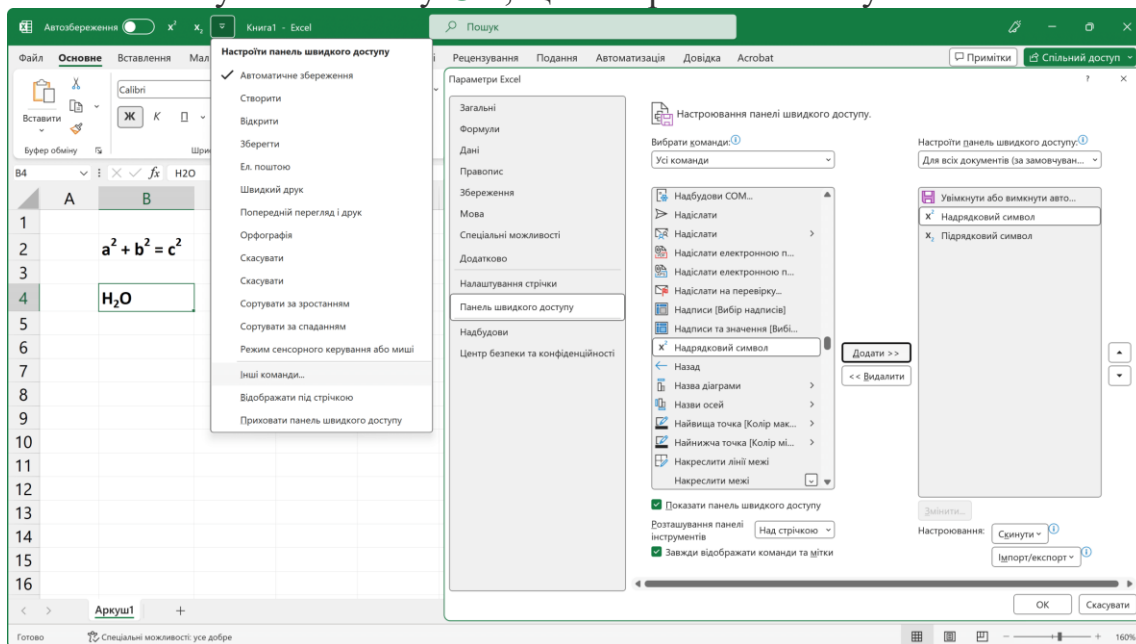 Автозбереження x² x₂ Книга1 - Excel Пошук
Файл Основне Вставлення Мал Рецензування Подання Автоматизація Довідка Acrobat Примітки Спільний доступ
Вставити
Буфер обміну
Calibri
Ж К П
B4 fx H2O
A B
1
2 a² + b² = c²
3
4 H₂O
5
6
7
8
9
10
11
12
13
14
15
16
Аркуш1 +
Готово Спеціальні можливості: усе добре 160%
Настроїти панель швидкого доступу
Автоматичне збереження
Створити
Відкрити
Зберегти
Ел. поштою
Швидкий друк
Попередній перегляд і друк
Орфографія
Скасувати
Скасувати
Сортувати за зростанням
Сортувати за спаданням
Режим сенсорного керування або миші
Інші команди...
Відображати під стрічкою
Приховати панель швидкого доступу
Параметри Excel ? ×
Загальні
Формули
Дані
Правопис
Збереження
Мова
Спеціальні можливості
Додатково
Налаштування стрічки
Панель швидкого доступу
Надбудови
Центр безпеки та конфіденційності
Настроювання панелі швидкого доступу.
Вибрати команди:
Усі команди
Надбудови COM...
Надіслати
Надіслати
Надіслати електронною п...
Надіслати електронною п...
Надіслати на перевірку...
Написи [Вибір надписів]
Надписи та значення [Вибі...
x² Надрядковий символ
Назад
Назва діаграми
Назви осей
Найвища точка [Колір мак...
Найнижча точка [Колір мі...
Накреслити лінії межі
Накреслити межі
Показати панель швидкого доступу
Розташування панелі інструментів Над стрічкою
Завжди відображати команди та мітки
Додати >>
<< Видалити
Настроїти панель швидкого доступу:
Для всіх документів (за замовчуван...
Увімкнути або вимкнути авто...
x² Надрядковий символ
x₂ Підрядковий символ
Змінити...
Настроювання: Скинути
Імпорт/експорт
ОК Скасувати